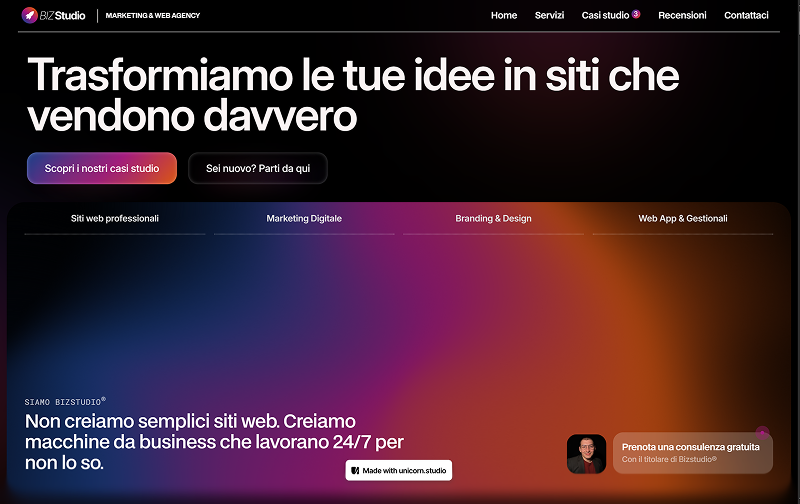 BIZStudio
MARKETING & WEB AGENCY
Home
Servizi
Casi studio 3
Recensioni
Contattaci
Trasformiamo le tue idee in siti che
vendono davvero
Scopri i nostri casi studio
Sei nuovo? Parti da qui
Siti web professionali
Marketing Digitale
Branding & Design
Web App & Gestionali
SIAMO BIZSTUDIO®
Non creiamo semplici siti web. Creiamo
macchine da business che lavorano 24/7 per
non lo so.
Made with unicorn.studio
Prenota una consulenza gratuita
Con il titolare di Bizstudio®